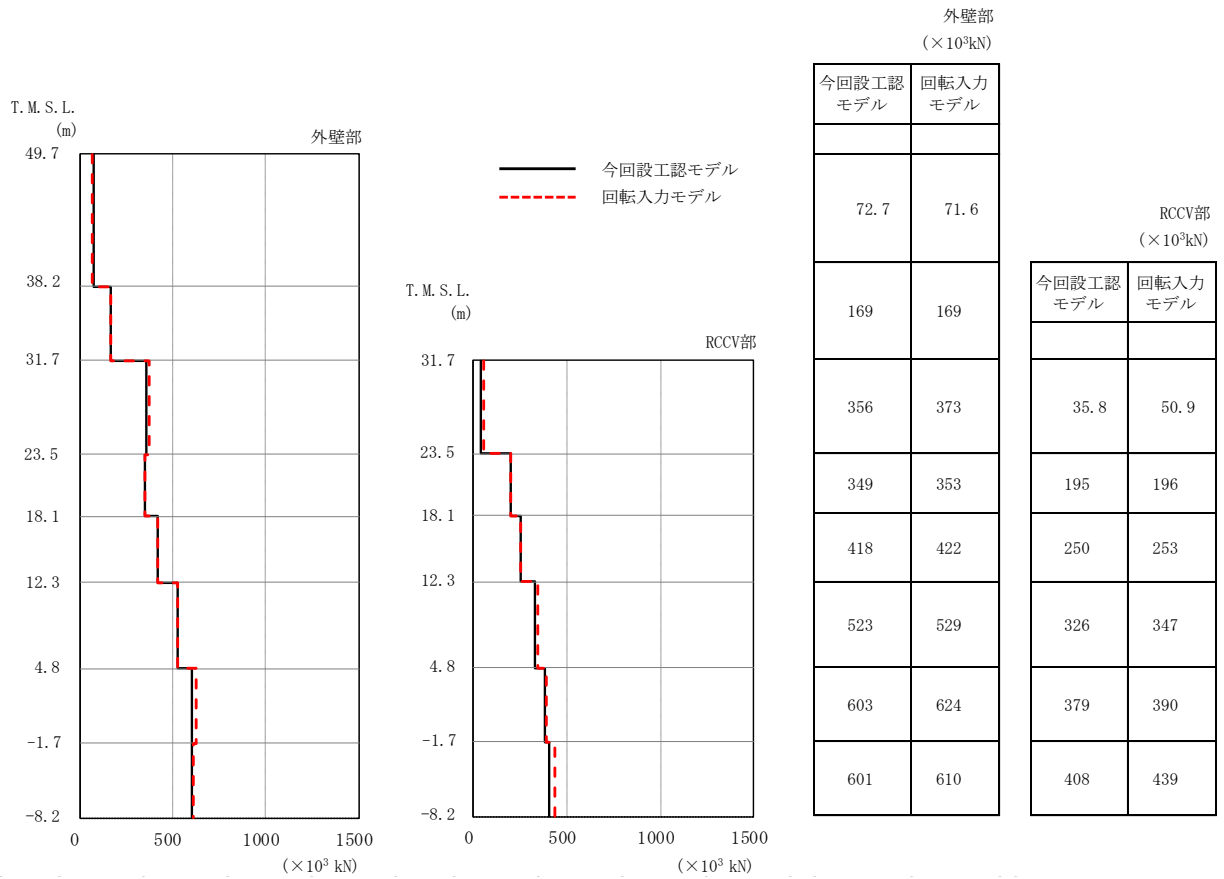 T.M.S.L.
(m)
外壁部
49.7
38.2
31.7
23.5
18.1
12.3
4.8
-1.7
-8.2
0
500
1000
1500
(×10³ kN)
今回設工認モデル
回転入力モデル
T.M.S.L.
(m)
RCCV部
31.7
23.5
18.1
12.3
4.8
-1.7
-8.2
0
500
1000
1500
(×10³ kN)
外壁部
(×10³kN)
今回設工認
モデル
回転入力
モデル
72.7 71.6
169 169
356 373
349 353
418 422
523 529
603 624
601 610
RCCV部
(×10³kN)
今回設工認
モデル
回転入力
モデル
35.8 50.9
195 196
250 253
326 347
379 390
408 439